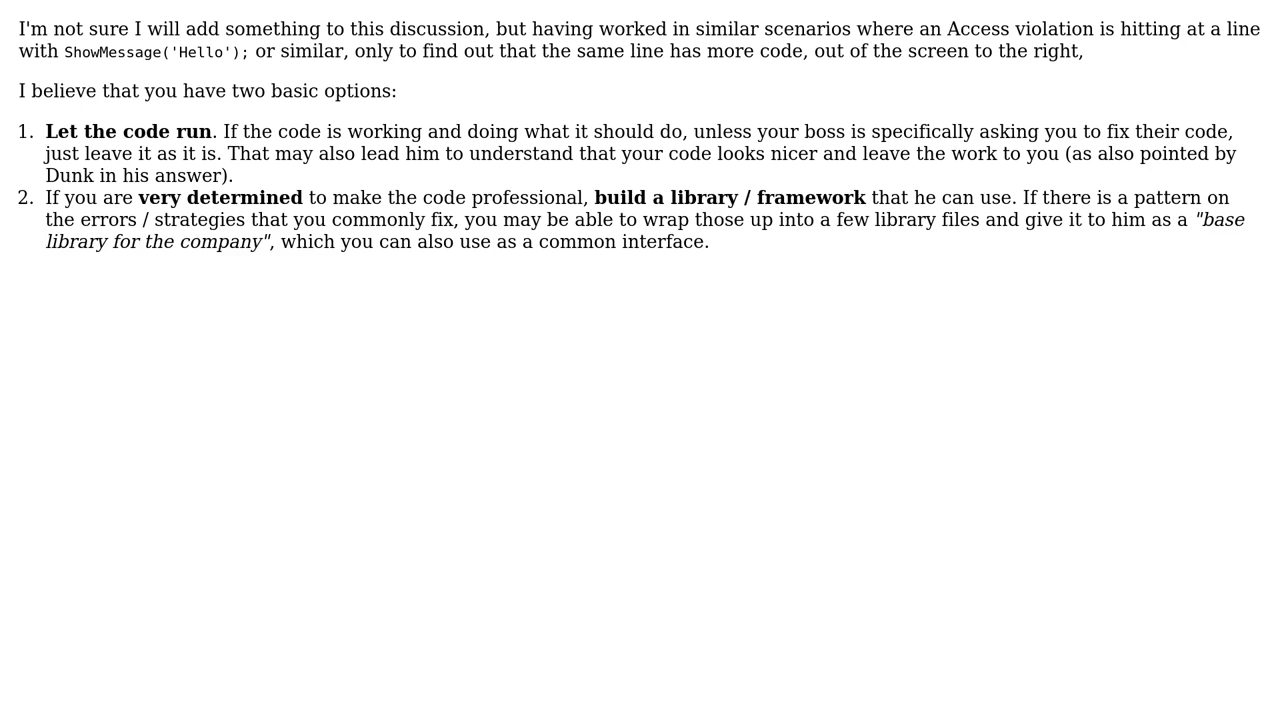 I'm not sure I will add something to this discussion, but having worked in similar scenarios where an Access violation is hitting at a line
with ShowMessage('Hello'); or similar, only to find out that the same line has more code, out of the screen to the right,
I believe that you have two basic options:
1. Let the code run. If the code is working and doing what it should do, unless your boss is specifically asking you to fix their code,
just leave it as it is. That may also lead him to understand that your code looks nicer and leave the work to you (as also pointed by
Dunk in his answer).
2. If you are very determined to make the code professional, build a library / framework that he can use. If there is a pattern on
the errors / strategies that you commonly fix, you may be able to wrap those up into a few library files and give it to him as a "base
library for the company", which you can also use as a common interface.